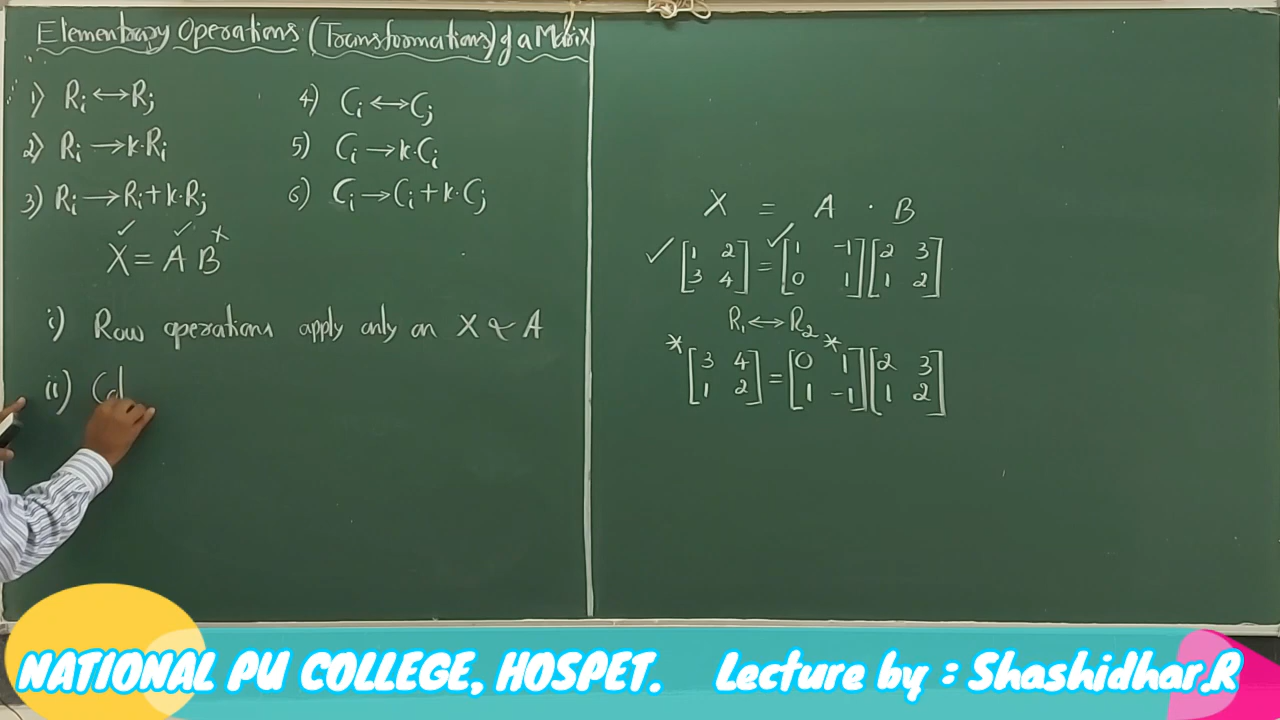 Elementray Operations (Transformations) of a Matrix
1) Ri ↔ Rj
2) Ri → k·Ri
3) Ri → Ri + k·Rj
4) Ci ↔ Cj
5) Ci → k·Ci
6) Ci → Ci + k·Cj
✓ ✓ ×
X = A B
i) Row operations apply only on X & A
ii) Col
X = A · B
✓ [1 2 = ✓ [1 -1] [2 3]
3 4] 0 1] 1 2]
R1 ↔ R2
* *
[3 4] = [0 1] [2 3]
[1 2] [1 -1] [1 2]
NATIONAL PU COLLEGE, HOSPET. Lecture by : Shashidhar.R